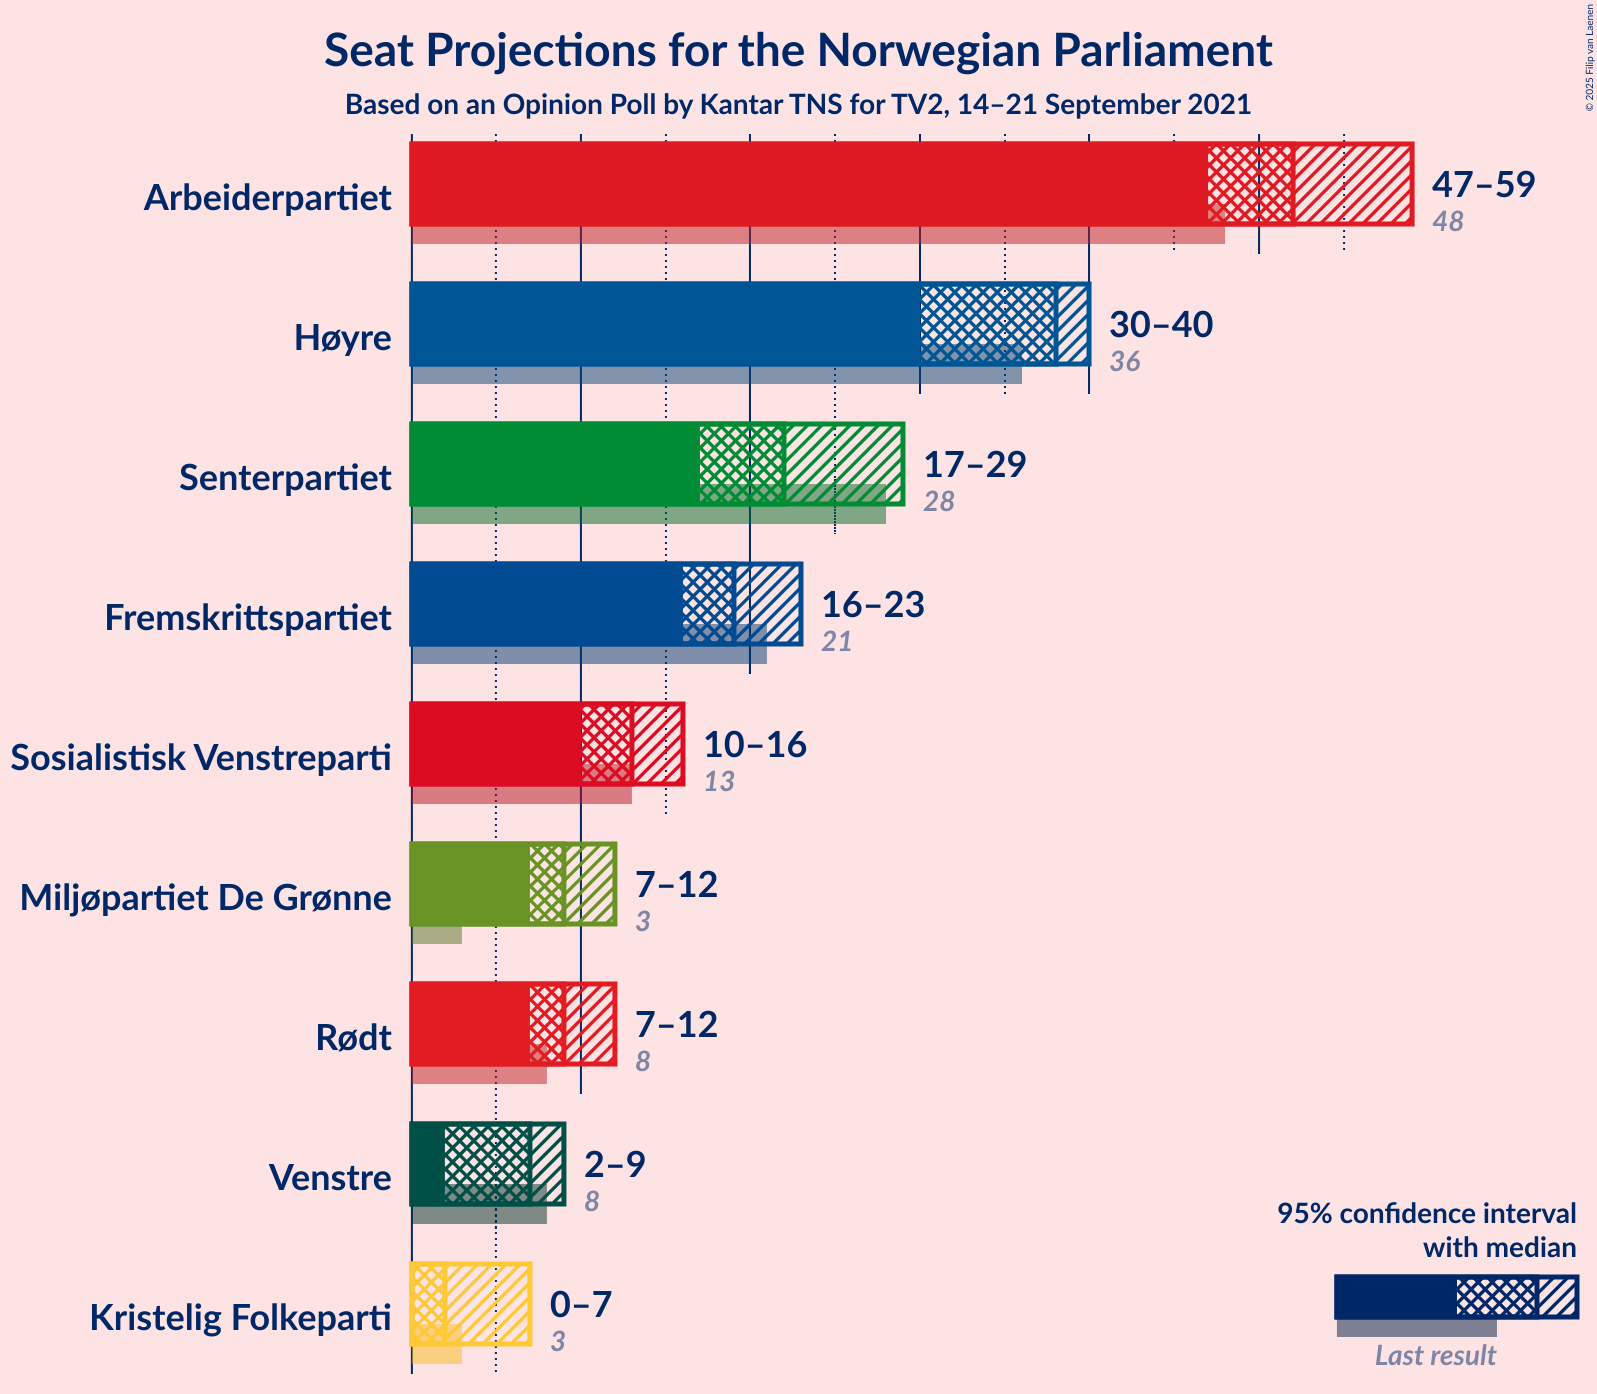 Seat Projections for the Norwegian Parliament
Based on an Opinion Poll by Kantar TNS for TV2, 14–21 September 2021
© 2025 Filip van Laenen
Arbeiderpartiet
47–59
48
Høyre
30–40
36
Senterpartiet
17–29
28
Fremskrittspartiet
16–23
21
Sosialistisk Venstreparti
10–16
13
Miljøpartiet De Grønne
7–12
3
Rødt
7–12
8
Venstre
2–9
8
Kristelig Folkeparti
0–7
3
95% confidence interval
with median
Last result